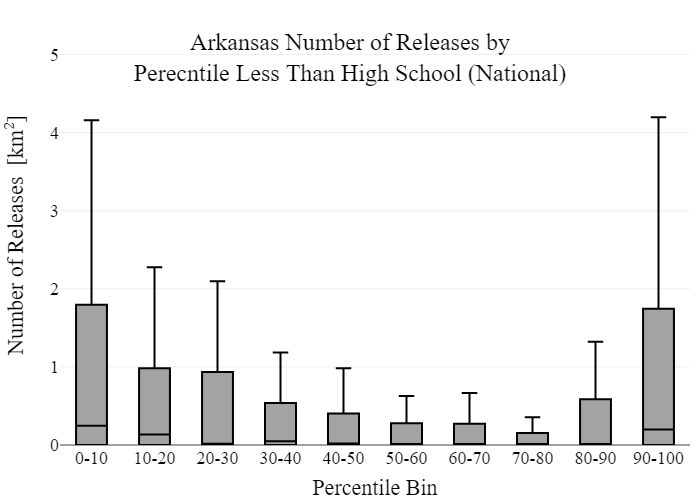 Arkansas Number of Releases by
Perecntile Less Than High School (National)
Number of Releases [km²]
5
4
3
2
1
0
0-10 10-20 20-30 30-40 40-50 50-60 60-70 70-80 80-90 90-100
Percentile Bin